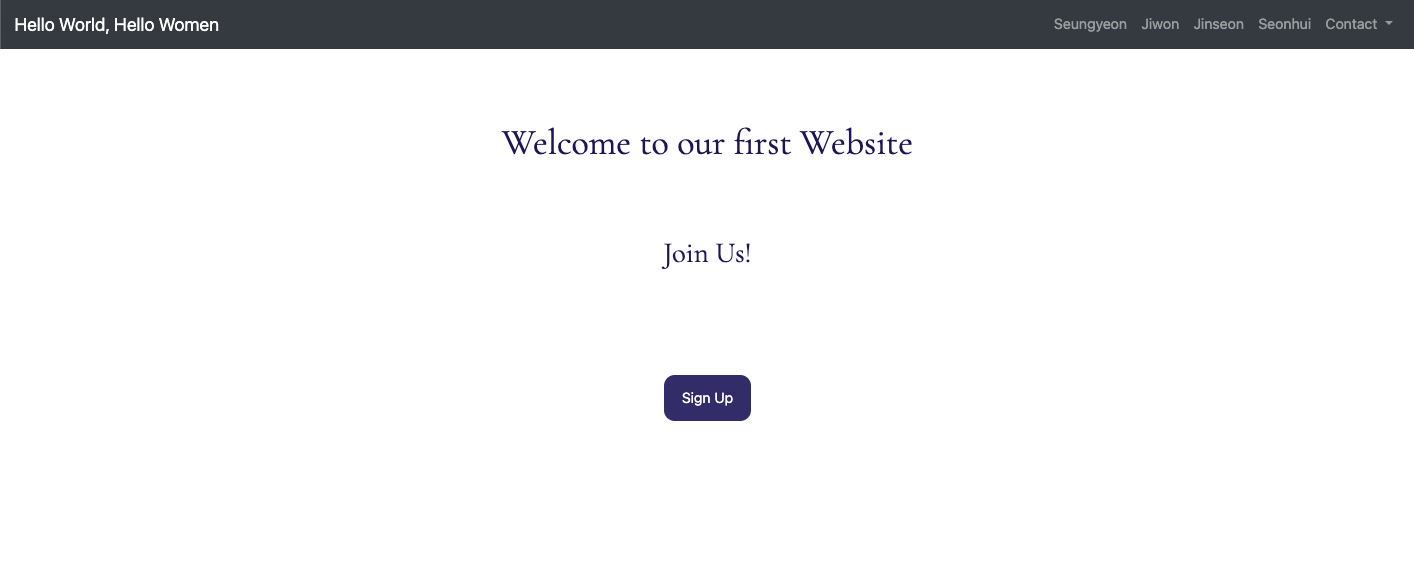 Hello World, Hello Women Seungyeon Jiwon Jinseon Seonhui Contact
Welcome to our first Website
Join Us!
Sign Up